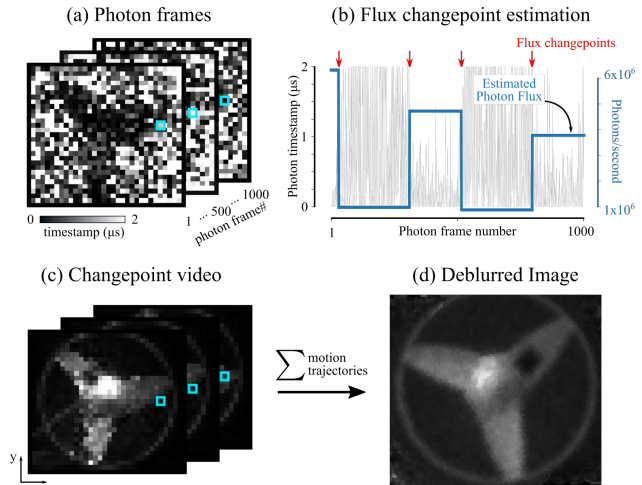 (a) Photon frames
0
2
timestamp (μs)
1 ... 500 ... 1000
photon frame#
(b) Flux changepoint estimation
Flux changepoints
Estimated
Photon Flux
Photon timestamp (μs)
2
1
0
6x10⁶
Photons/second
1x10⁶
1
Photon frame number
1000
(c) Changepoint video
y
x
∑ motion
trajectories
(d) Deblurred Image